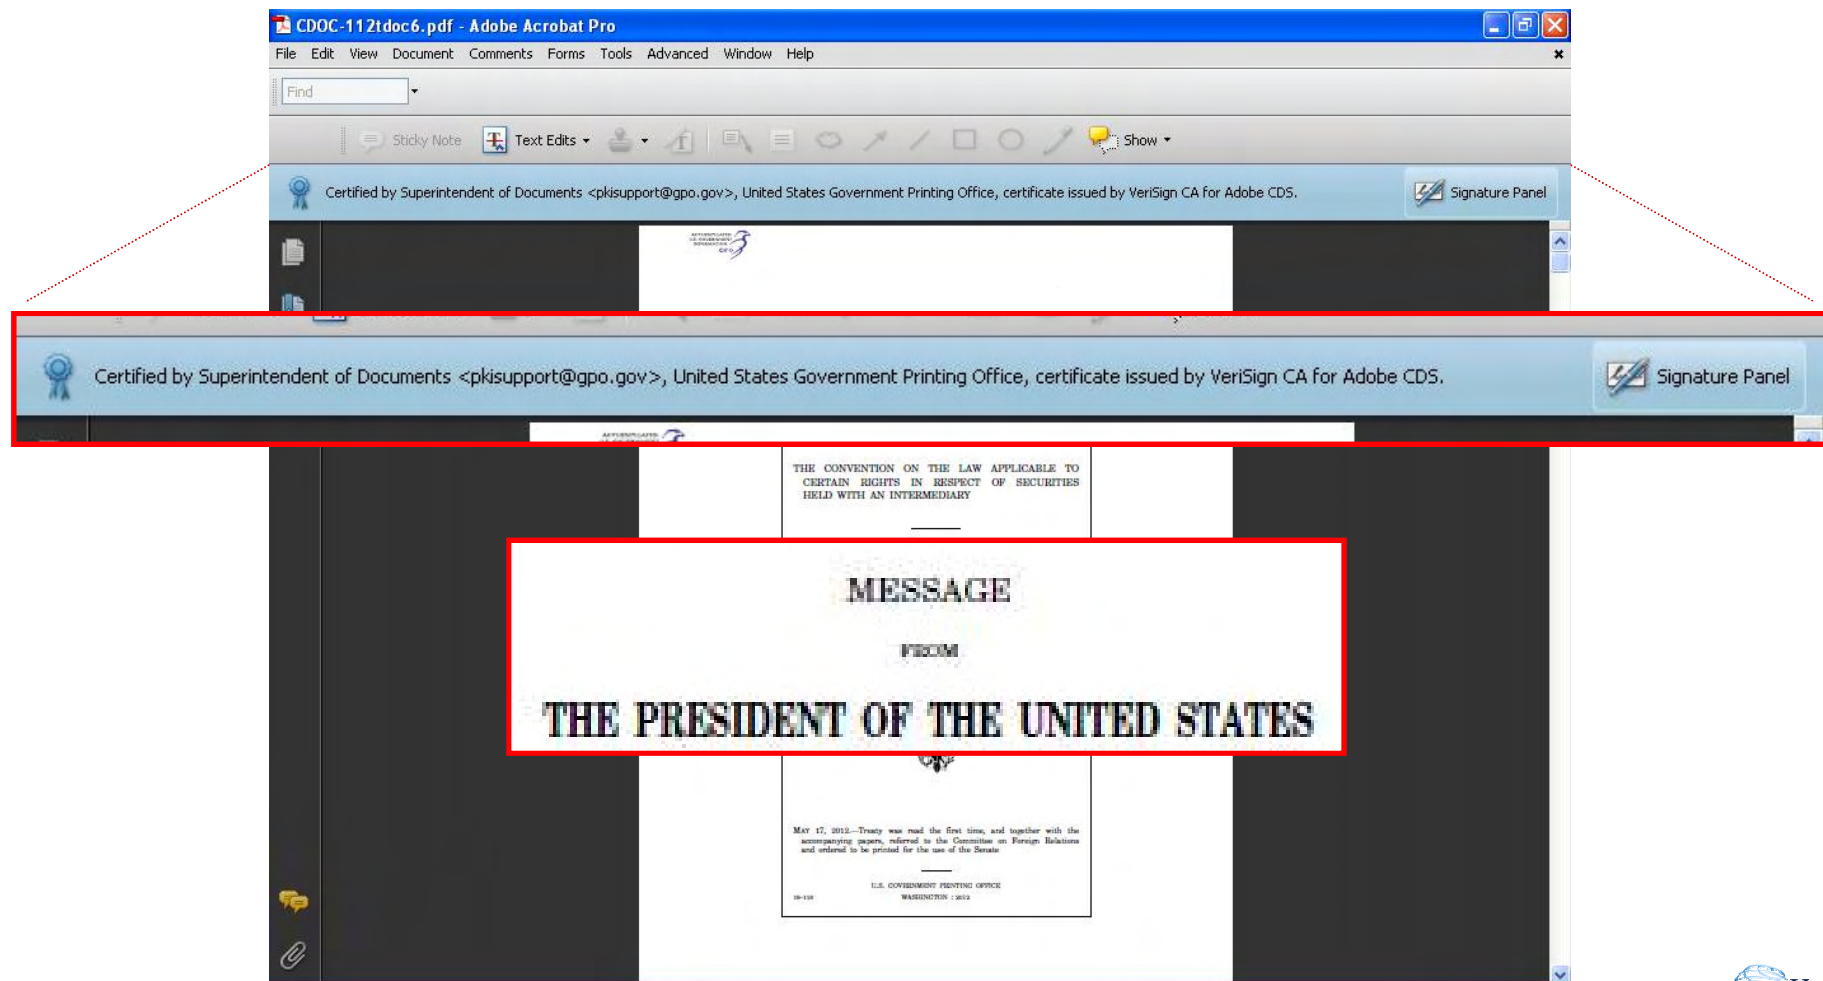 CDOC-112tdoc6.pdf - Adobe Acrobat Pro
File Edit View Document Comments Forms Tools Advanced Window Help
Find
Sticky Note Text Edits Show
Certified by Superintendent of Documents <pkisupport@gpo.gov>, United States Government Printing Office, certificate issued by VeriSign CA for Adobe CDS.
Signature Panel
AUTHENTICATED
U.S. GOVERNMENT
INFORMATION
GPO
Certified by Superintendent of Documents <pkisupport@gpo.gov>, United States Government Printing Office, certificate issued by VeriSign CA for Adobe CDS.
Signature Panel
THE CONVENTION ON THE LAW APPLICABLE TO
CERTAIN RIGHTS IN RESPECT OF SECURITIES
HELD WITH AN INTERMEDIARY
MESSAGE
FROM
THE PRESIDENT OF THE UNITED STATES
MAY 17, 2012.—Treaty was read the first time, and together with the
accompanying papers, referred to the Committee on Foreign Relations
and ordered to be printed for the use of the Senate
U.S. GOVERNMENT PRINTING OFFICE
WASHINGTON : 2012